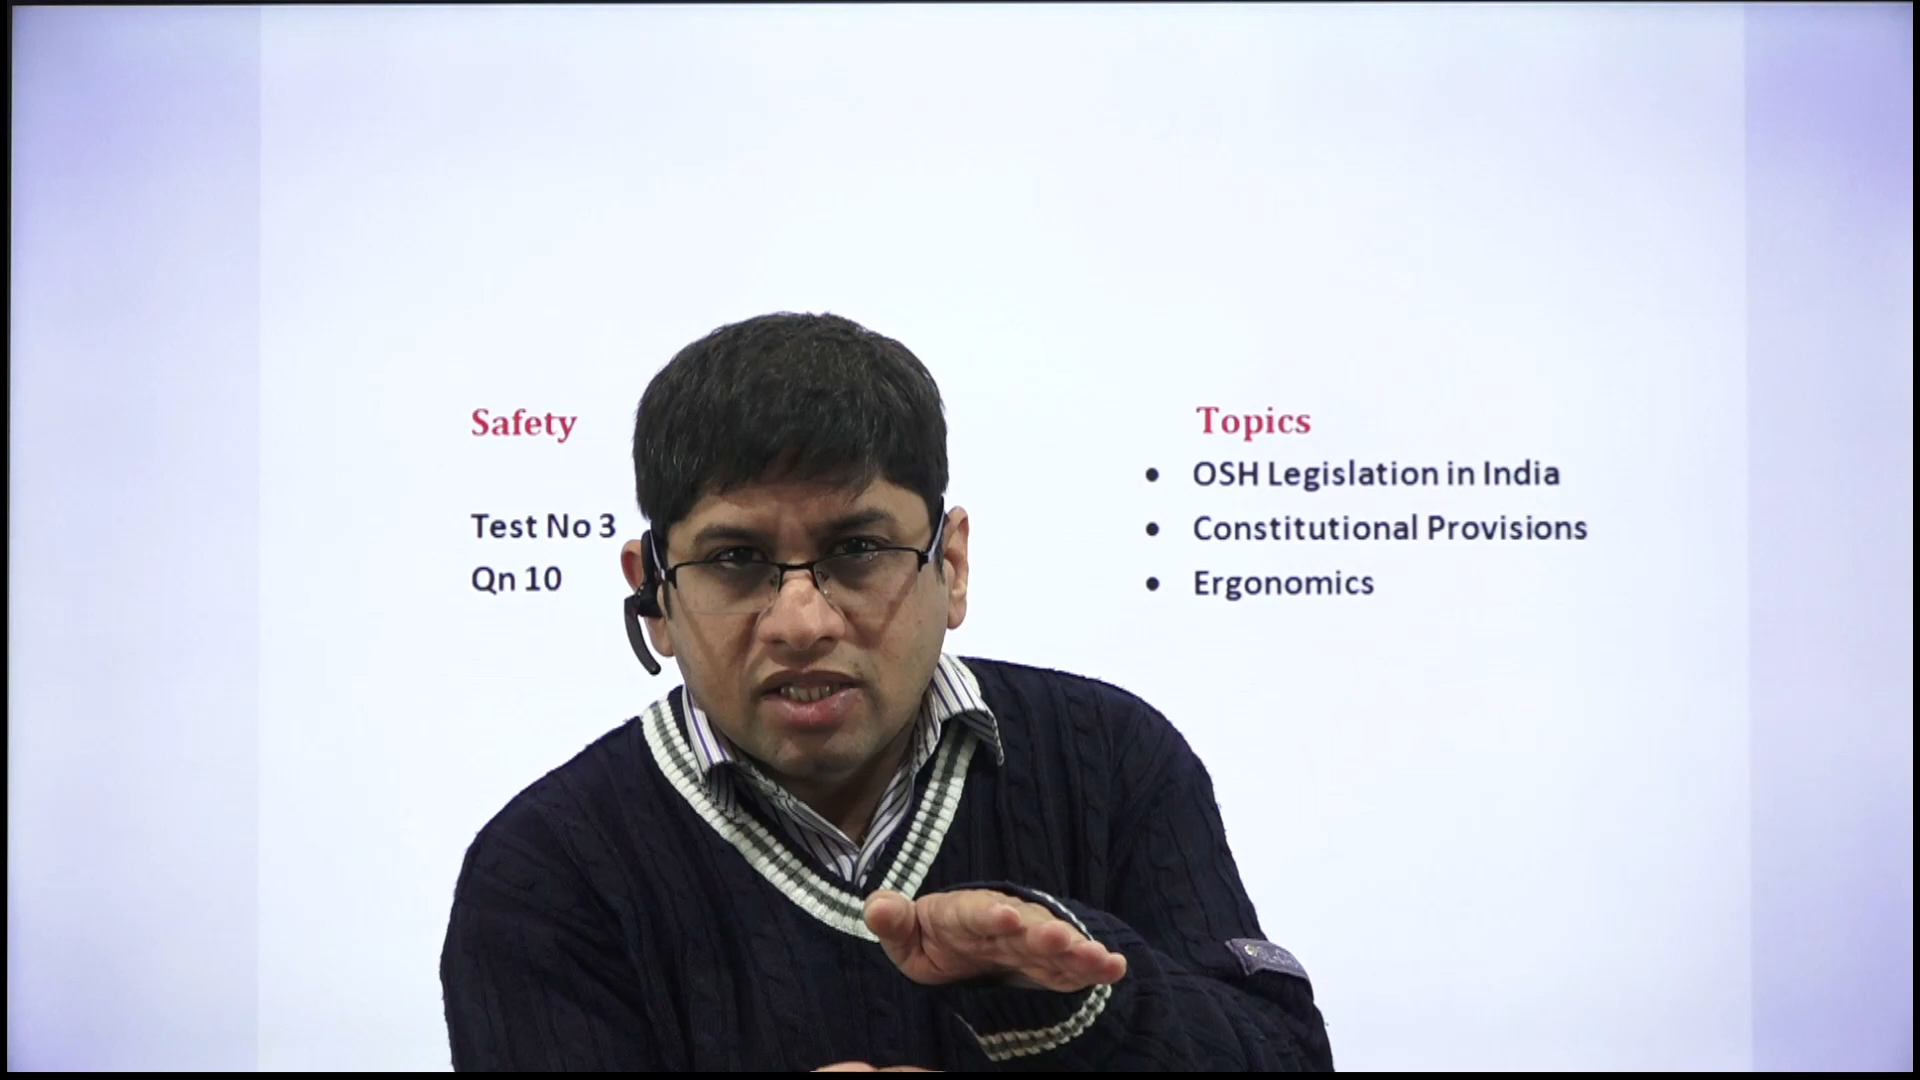 Safety
Test No 3
Qn 10
Topics
• OSH Legislation in India
• Constitutional Provisions
• Ergonomics